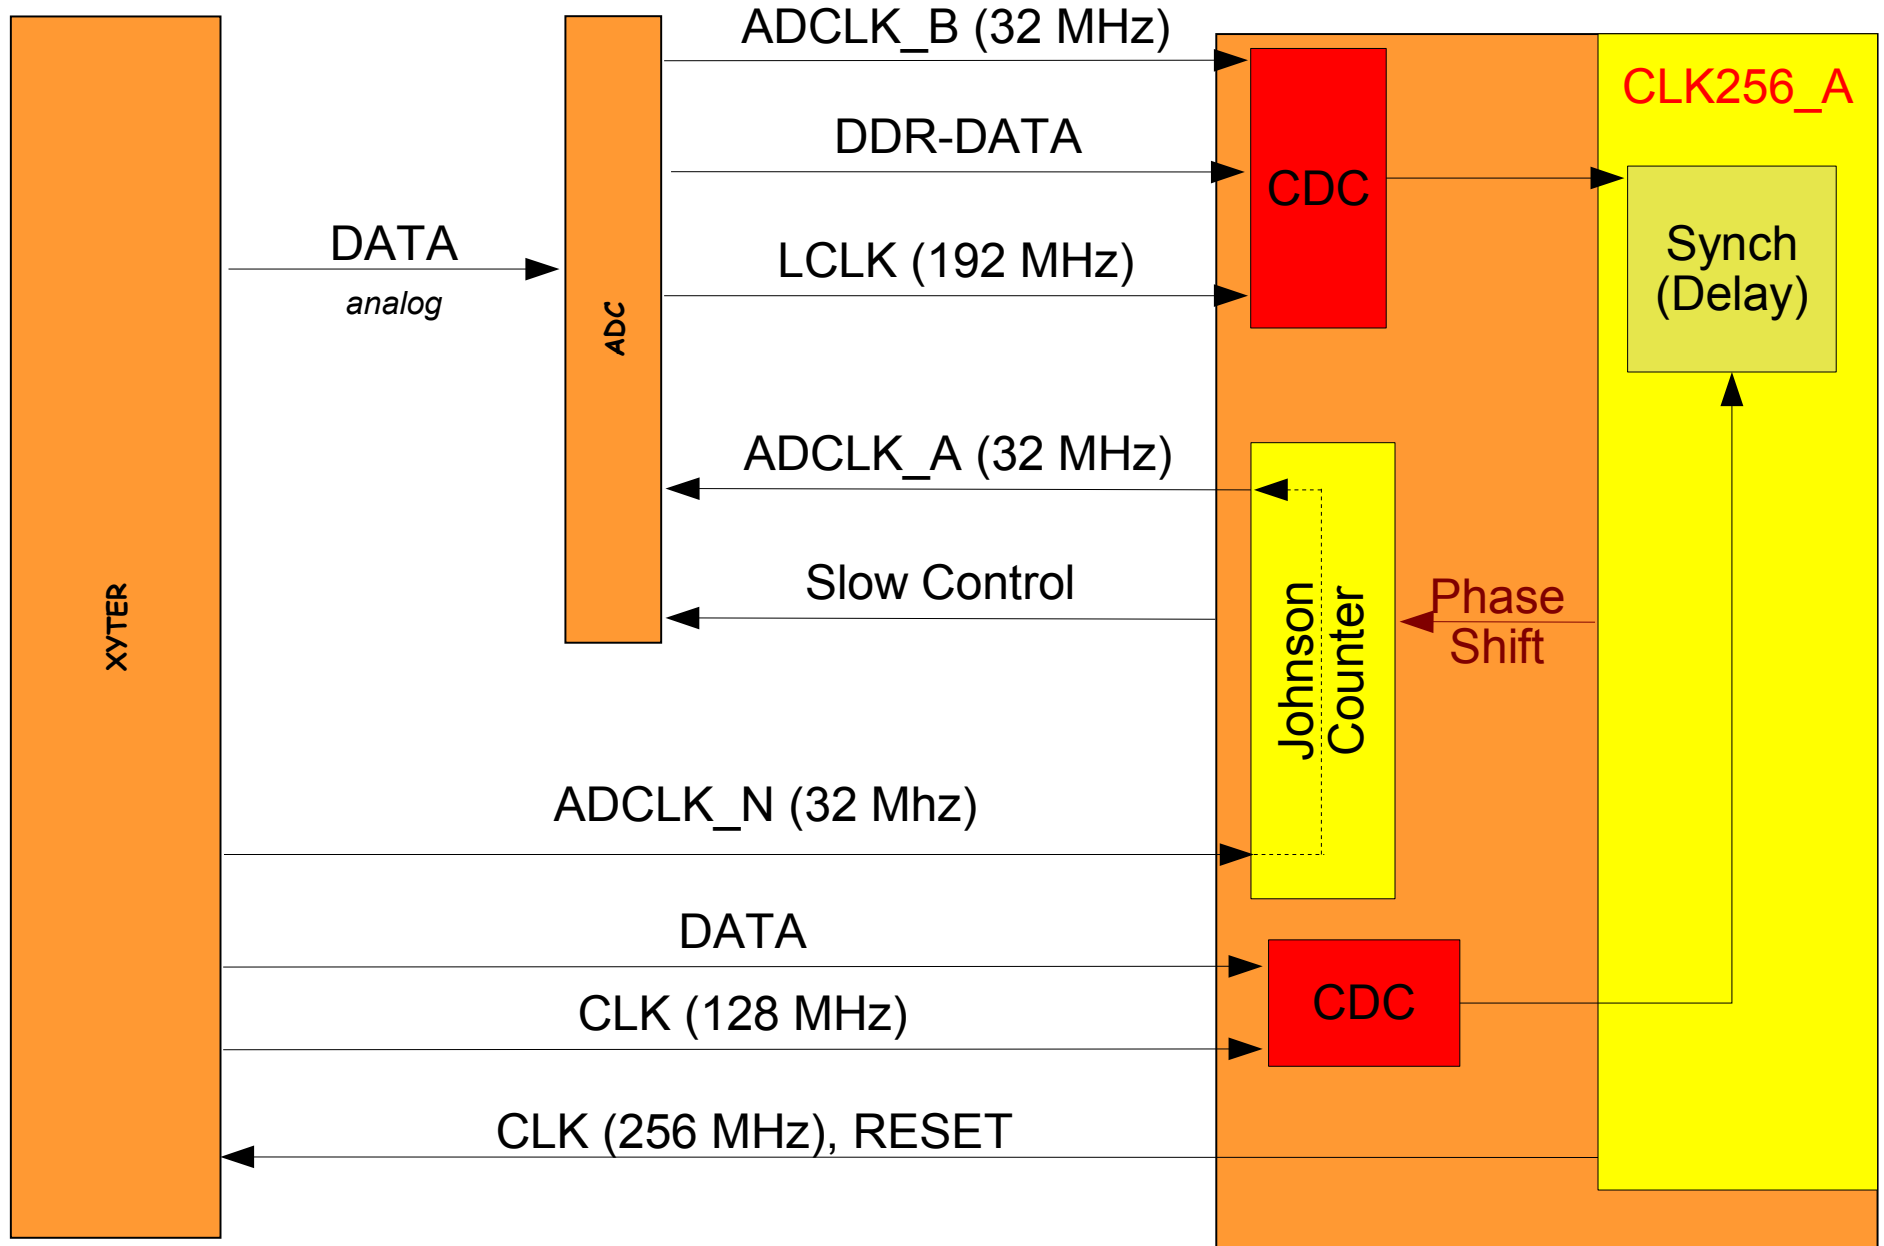 ADCLK_B (32 MHz)
CLK256_A
DDR-DATA
CDC
DATA
analog
LCLK (192 MHz)
Synch
(Delay)
ADC
ADCLK_A (32 MHz)
Slow Control
XYTER
Johnson
Counter
Phase
Shift
ADCLK_N (32 Mhz)
DATA
CLK (128 MHz)
CDC
CLK (256 MHz), RESET